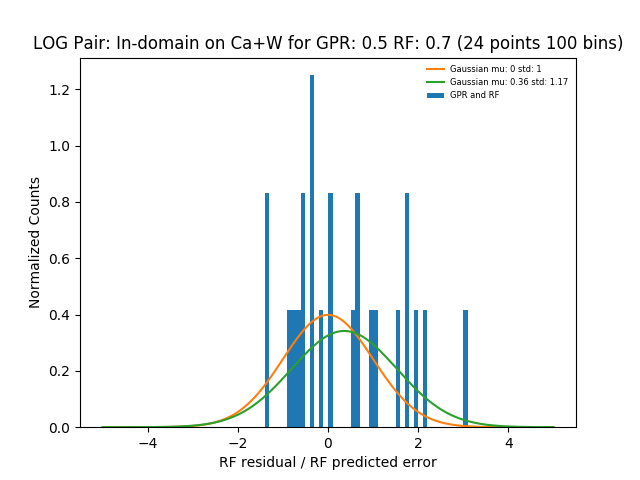 LOG Pair: In-domain on Ca+W for GPR: 0.5 RF: 0.7 (24 points 100 bins)
Gaussian mu: 0 std: 1
Gaussian mu: 0.36 std: 1.17
GPR and RF
Normalized Counts
1.2
1.0
0.8
0.6
0.4
0.2
0.0
−4 −2 0 2 4
RF residual / RF predicted error